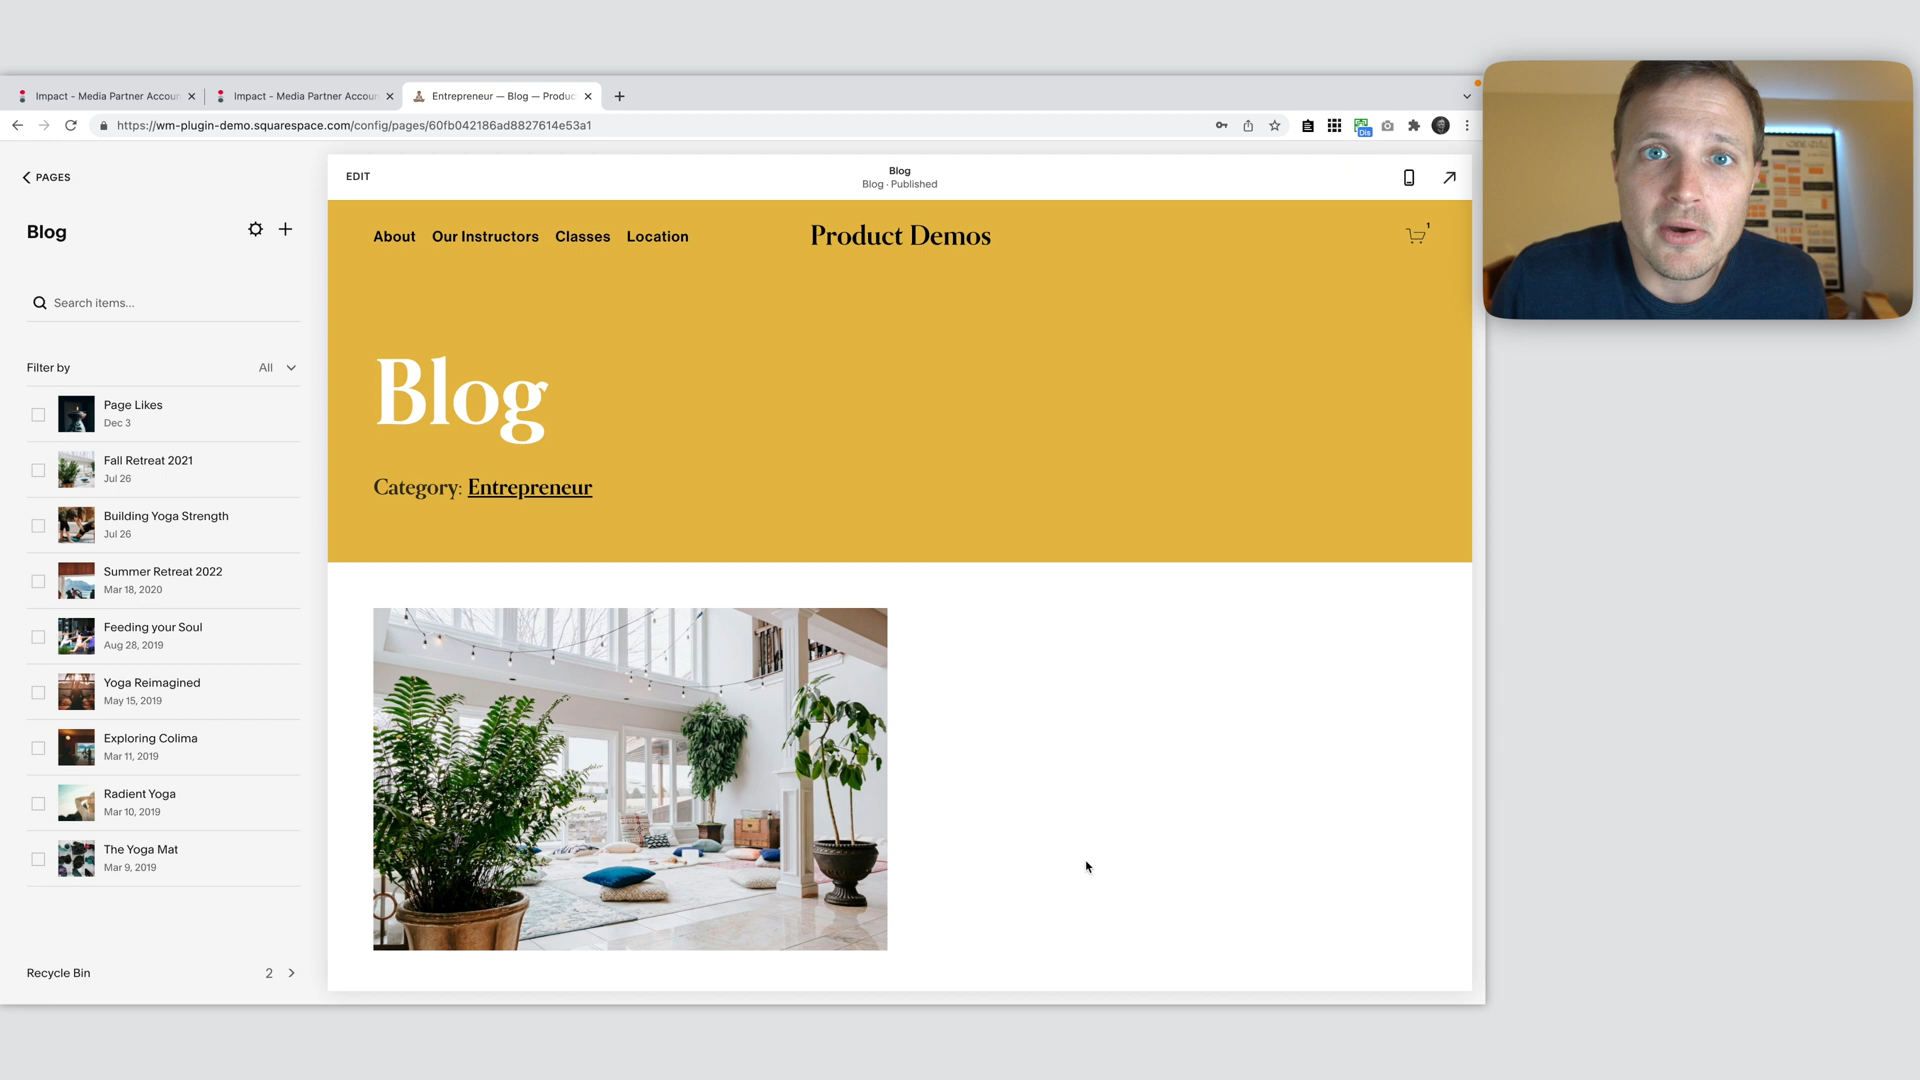 Impact - Media Partner Accoun
Impact - Media Partner Accoun
Entrepreneur — Blog — Produc
https://wm-plugin-demo.squarespace.com/config/pages/60fb042186ad8827614e53a1
Dis
PAGES
EDIT
Blog
Blog · Published
Blog
About
Our Instructors
Classes
Location
Product Demos
1
Search items...
Filter by
All
Blog
Category: Entrepreneur
Page Likes
Dec 3
Fall Retreat 2021
Jul 26
Building Yoga Strength
Jul 26
Summer Retreat 2022
Mar 18, 2020
Feeding your Soul
Aug 28, 2019
Yoga Reimagined
May 15, 2019
Exploring Colima
Mar 11, 2019
Radient Yoga
Mar 10, 2019
The Yoga Mat
Mar 9, 2019
Recycle Bin
2